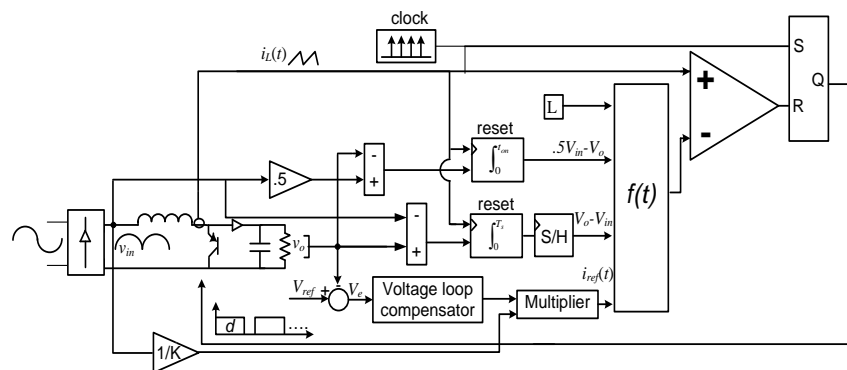 clock
i_L(t)
S
Q
R
+
-
L
reset
∫_0^{t_on}
.5V_in-V_o
f(t)
-
+
.5
reset
∫_0^{T_s}
S/H
V_o-V_in
-
+
v_in
v_o
i_ref(t)
V_ref
+
-
V_e
Voltage loop
compensator
Multiplier
d
....
1/K